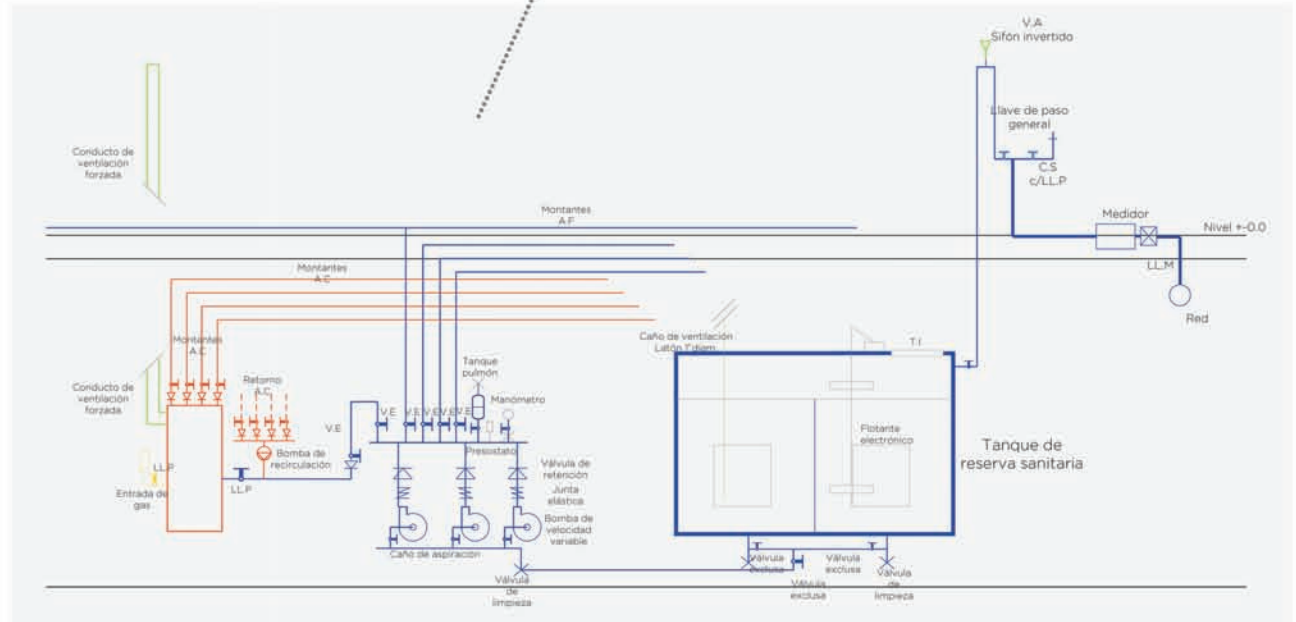 V.A
Sifón invertido
Llave de paso
general
C.S
c/LL.P
Medidor
Nivel +-0.0
LL.M
Red
Conducto de
ventilación
forzada
Montantes
A.F
Montantes
A.C
Montantes
A.C
Conducto de
ventilación
forzada
Retorno
A.C
V.E
Bomba de
recirculación
LL.P
Entrada de
gas
LL.P
Tanque
pulmón
Manómetro
V.E
V.E
V.E
V.E
V.E
Presostato
Válvula de
retención
Junta
elástica
Bomba de
velocidad
variable
Caño de aspiración
Válvula
de
limpieza
Caño de ventilación
Latón 1"diam
T.I
Flotante
electrónico
Tanque de
reserva sanitaria
Válvula
exclusa
Válvula
exclusa
Válvula
exclusa
Válvula
de
limpieza